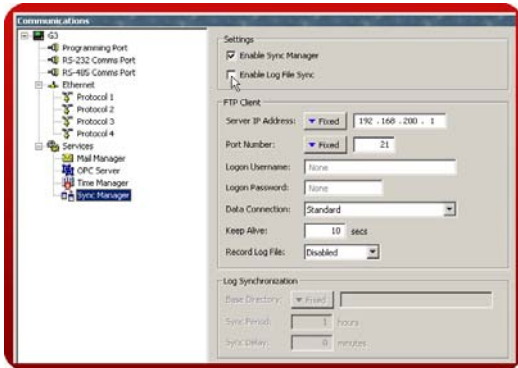 Communications
G3
Programming Port
RS-232 Comms Port
RS-485 Comms Port
Ethernet
Protocol 1
Protocol 2
Protocol 3
Protocol 4
Services
Mail Manager
OPC Server
Time Manager
Sync Manager
Settings
Enable Sync Manager
Enable Log File Sync
FTP Client
Server IP Address: Fixed 192 . 168 . 200 . 1
Port Number: Fixed 21
Logon Username: None
Logon Password: None
Data Connection: Standard
Keep Alive: 10 secs
Record Log File: Disabled
Log Synchronization
Base Directory: Fixed
Sync Period: 1 hours
Sync Delay: 0 minutes